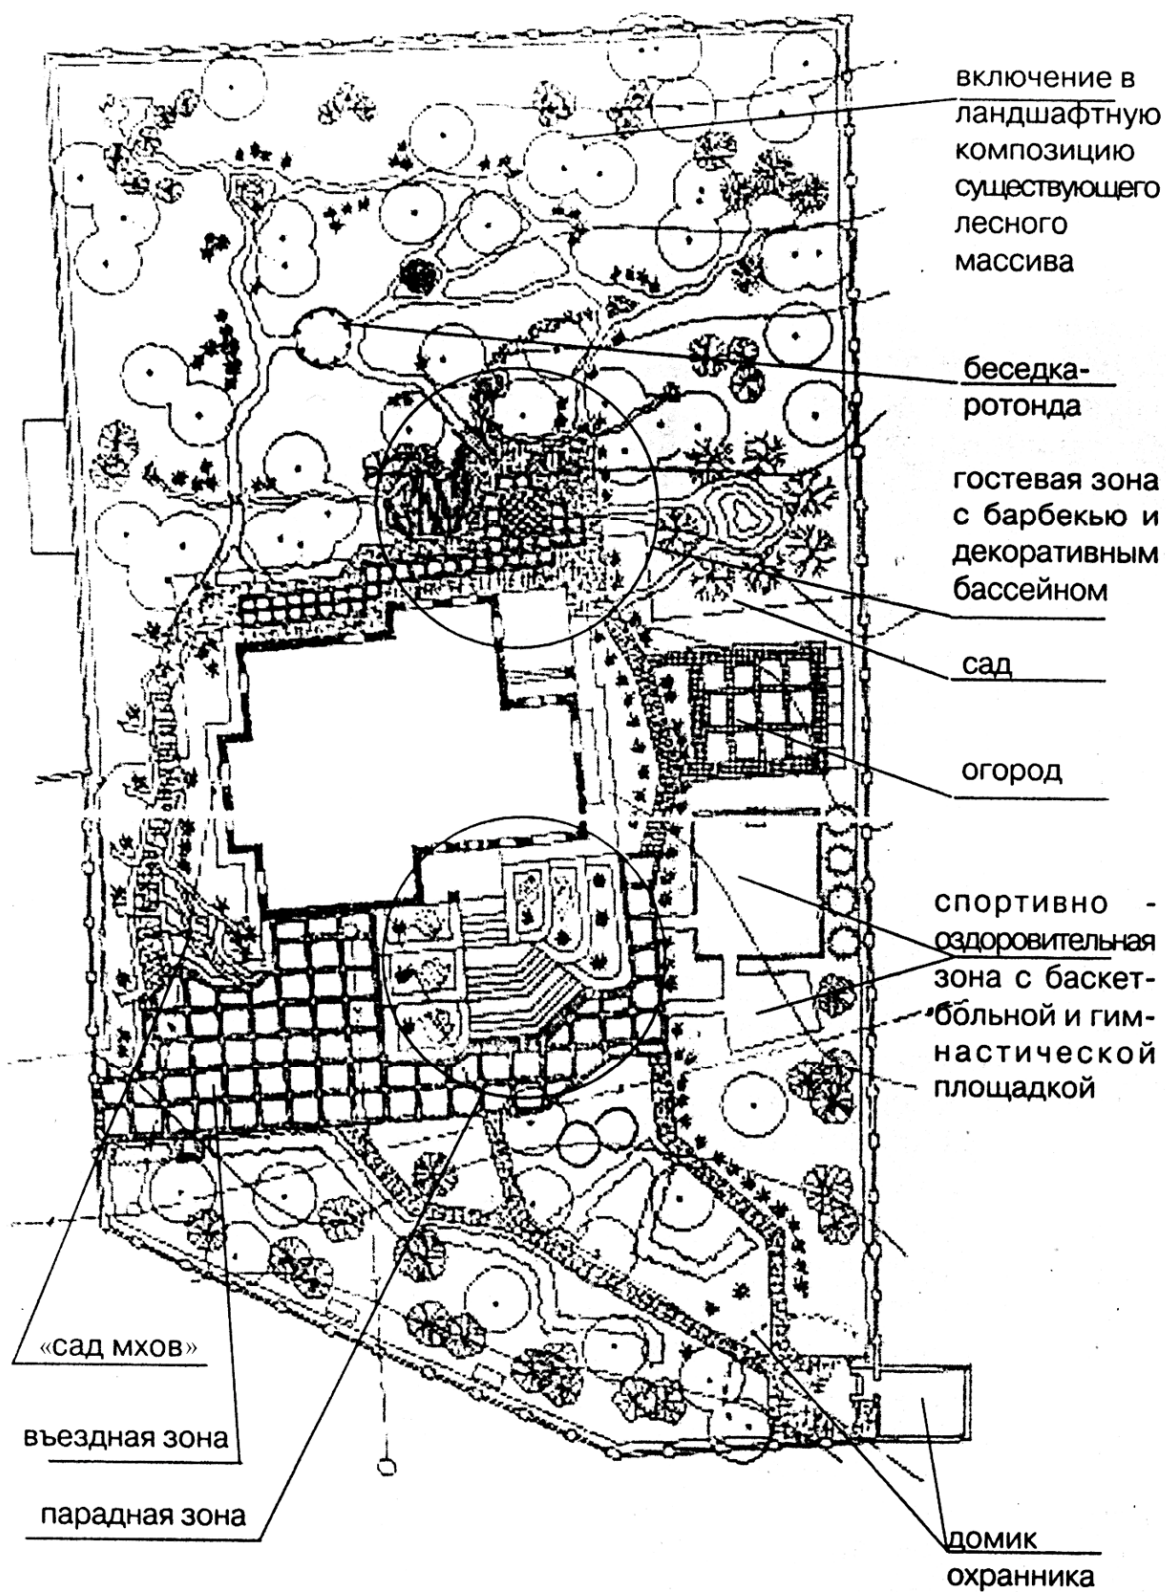 включение в
ландшафтную
композицию
существующего
лесного
массива
беседка-
ротонда
гостевая зона
с барбекью и
декоративным
бассейном
сад
огород
спортивно -
оздоровительная
зона с баскет-
больной и гим-
настической
площадкой
«сад мхов»
въездная зона
парадная зона
домик
охранника